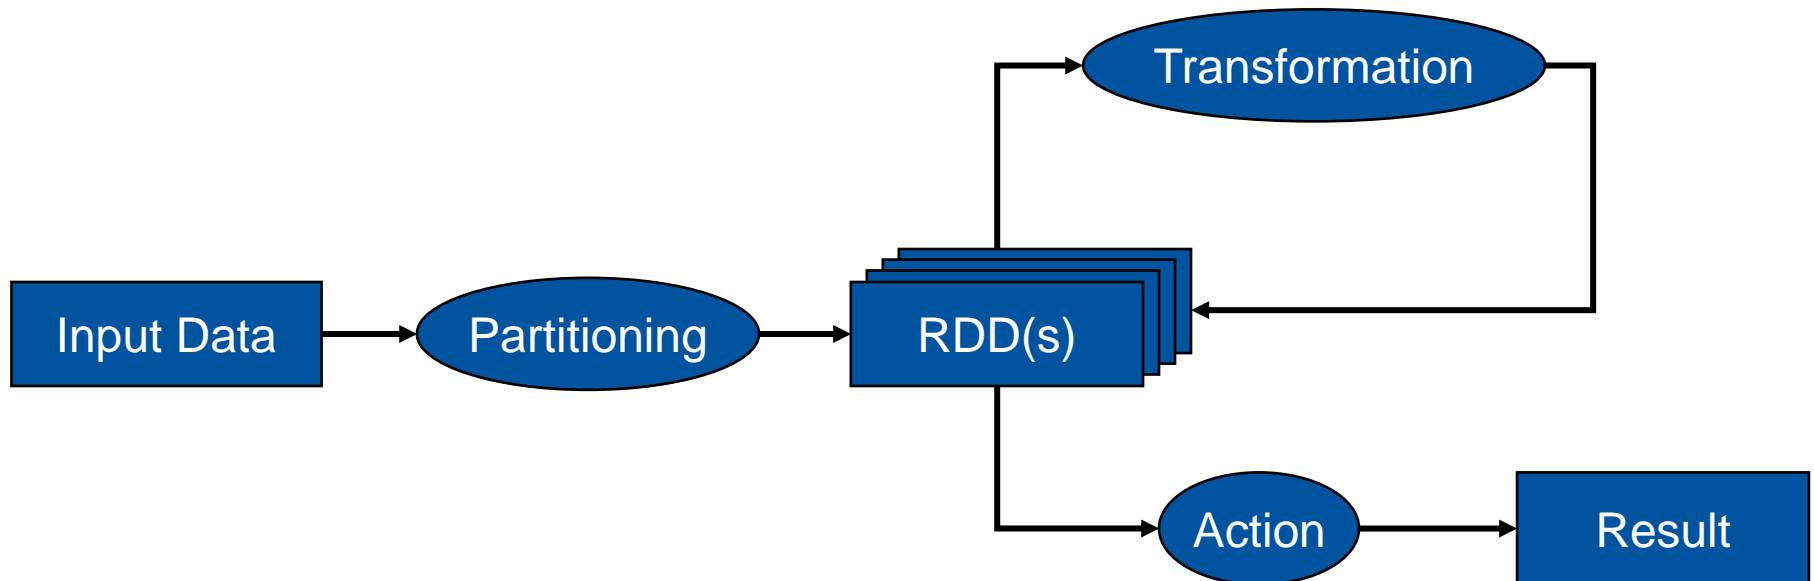 Transformation
Input Data
Partitioning
RDD(s)
Action
Result